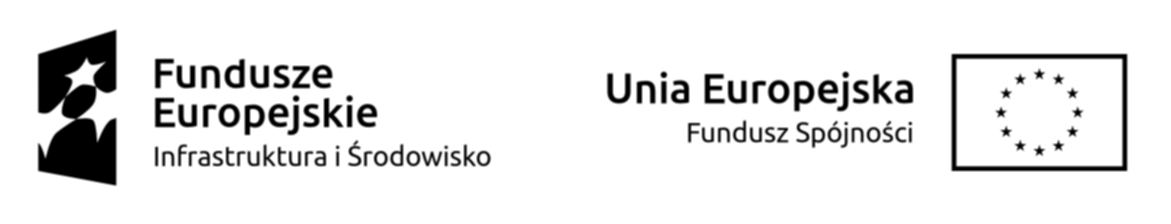 Fundusze
Europejskie
Infrastruktura i Środowisko
Unia Europejska
Fundusz Spójności